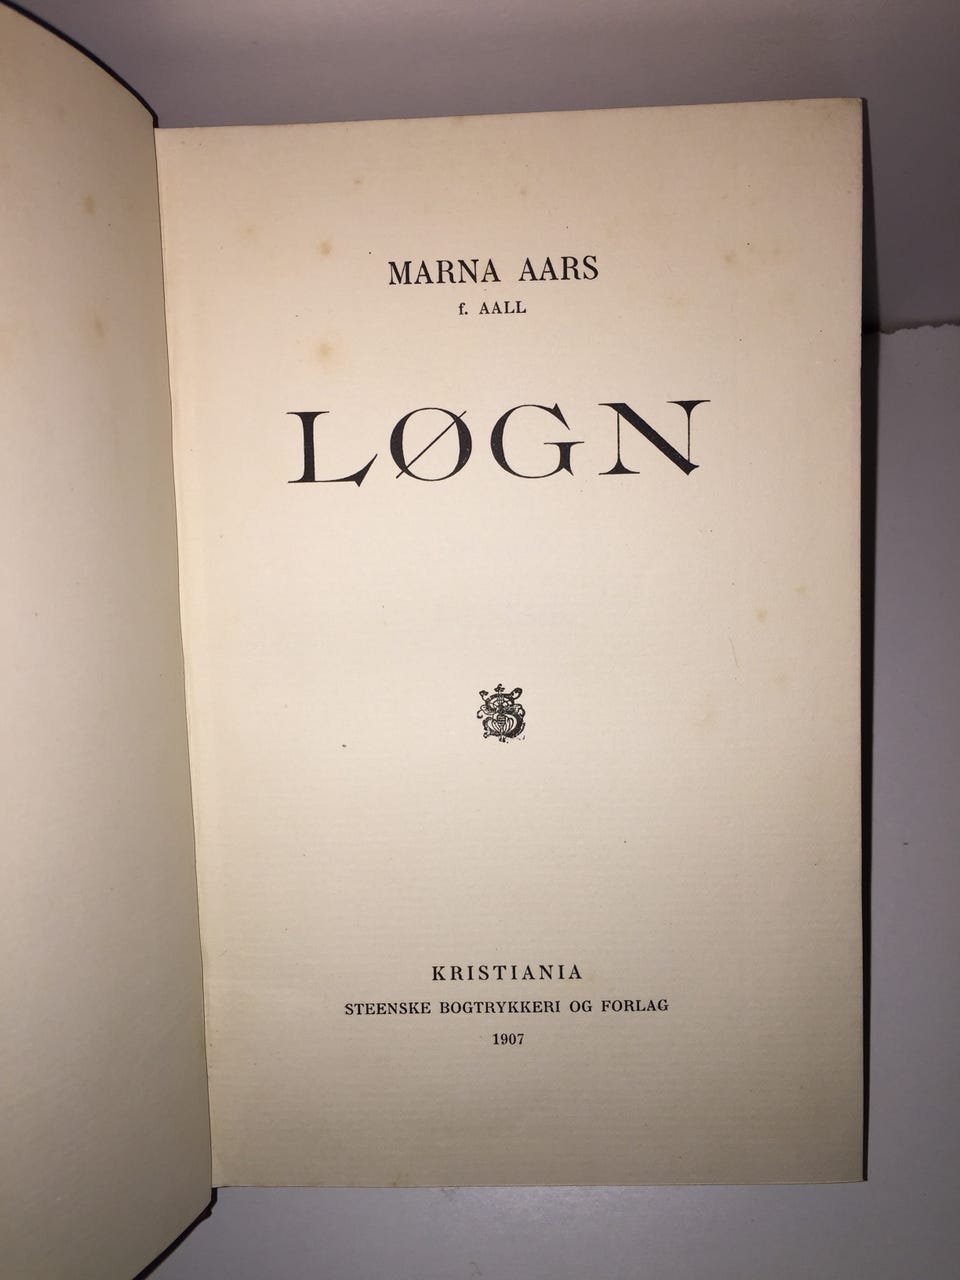 MARNA AARS
f. AALL
LØGN
KRISTIANIA
STEENSKE BOGTRYKKERI OG FORLAG
1907